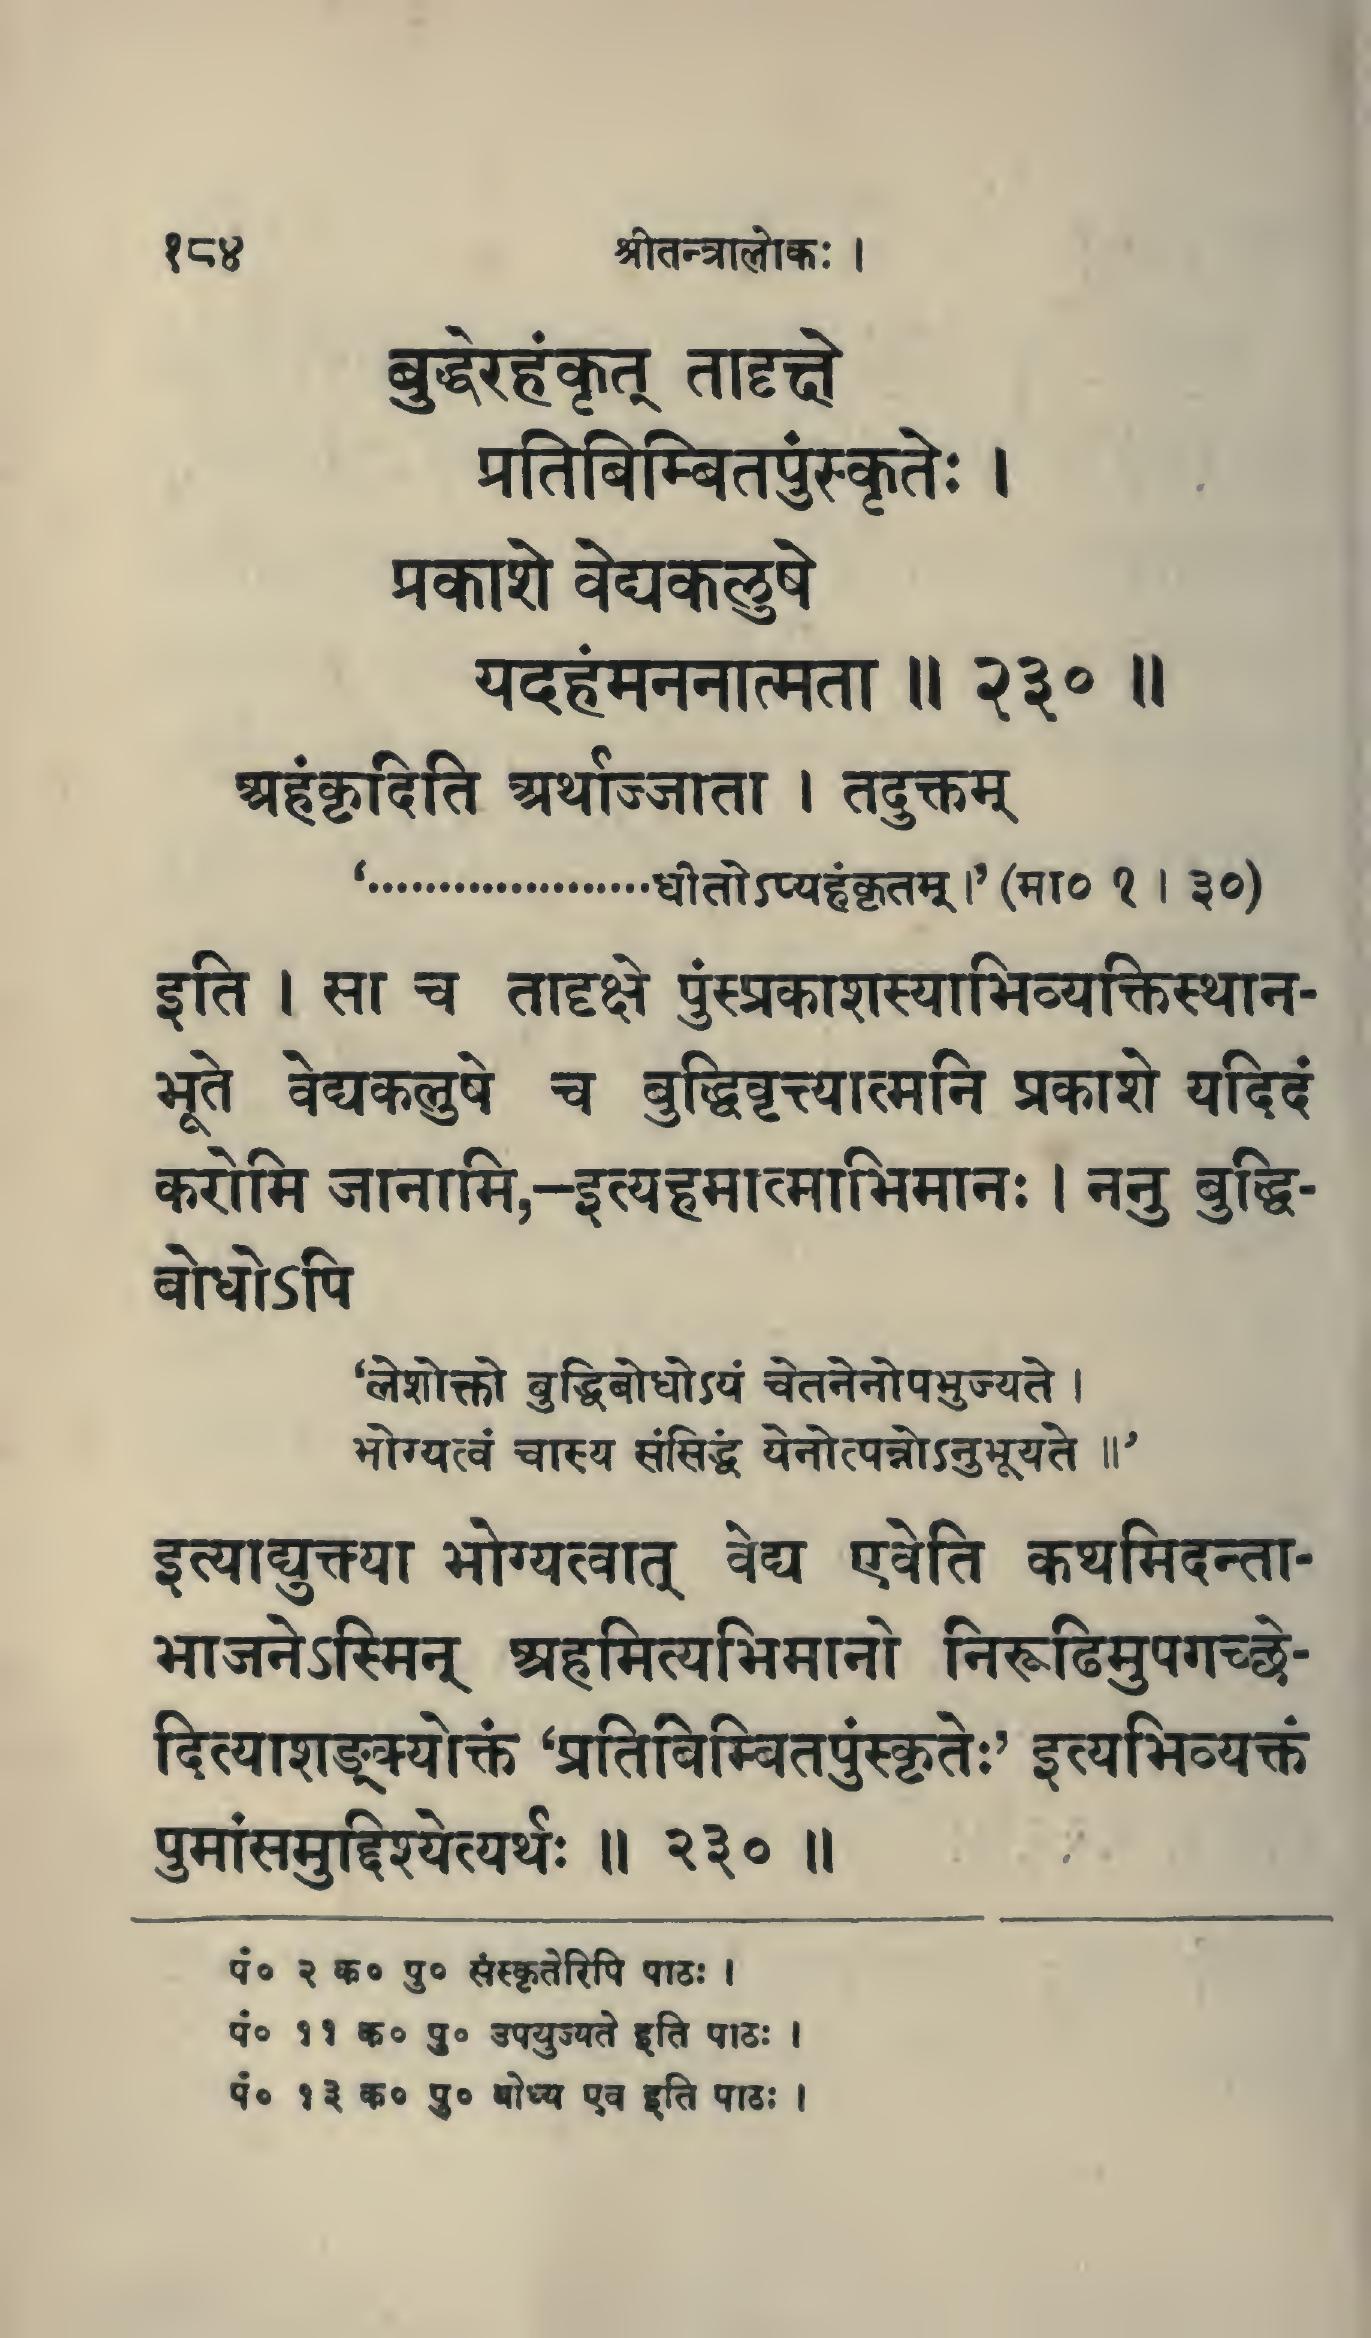 १८४ श्रीतन्त्रालोकः ।
बुद्धेरहंकृत् तादृक्षे
प्रतिबिम्बितपुंस्कृतेः ।
प्रकाशे वेद्यकलुषे
यदहंमननात्मता ॥ २३० ॥
अहंकृदिति अर्थाज्जाता । तदुक्तम्
‘....................धीतोऽप्यहंकृतम् ।’ (मा० १ । ३०)
इति । सा च तादृक्षे पुंस्प्रकाशस्याभिव्यक्तिस्थान-
भूते वेद्यकलुषे च बुद्धिवृत्त्यात्मनि प्रकाशे यदिदं
करोमि जानामि,—इत्यहमात्माभिमानः । ननु बुद्धि-
बोधोऽपि
‘लेशोक्तो बुद्धिबोधोऽयं चेतनेनोपभुज्यते ।
भोग्यत्वं चास्य संसिद्धं येनोत्पन्नोऽनुभूयते ॥’
इत्याद्युक्तया भोग्यत्वात् वेद्य एवेति कथमिदन्ता-
भाजनेऽस्मिन् अहमित्यभिमानो निरूढिमुपगच्छे-
दित्याशङ्क्योक्तं ‘प्रतिबिम्बितपुंस्कृतेः’ इत्यभिव्यक्तं
पुमांसमुद्दिश्येत्यर्थः ॥ २३० ॥
पं० २ क० पु० संस्कृतेरिपि पाठः ।
पं० ११ क० पु० उपयुज्यते इति पाठः ।
पं० १३ क० पु० बोध्य एव इति पाठः ।